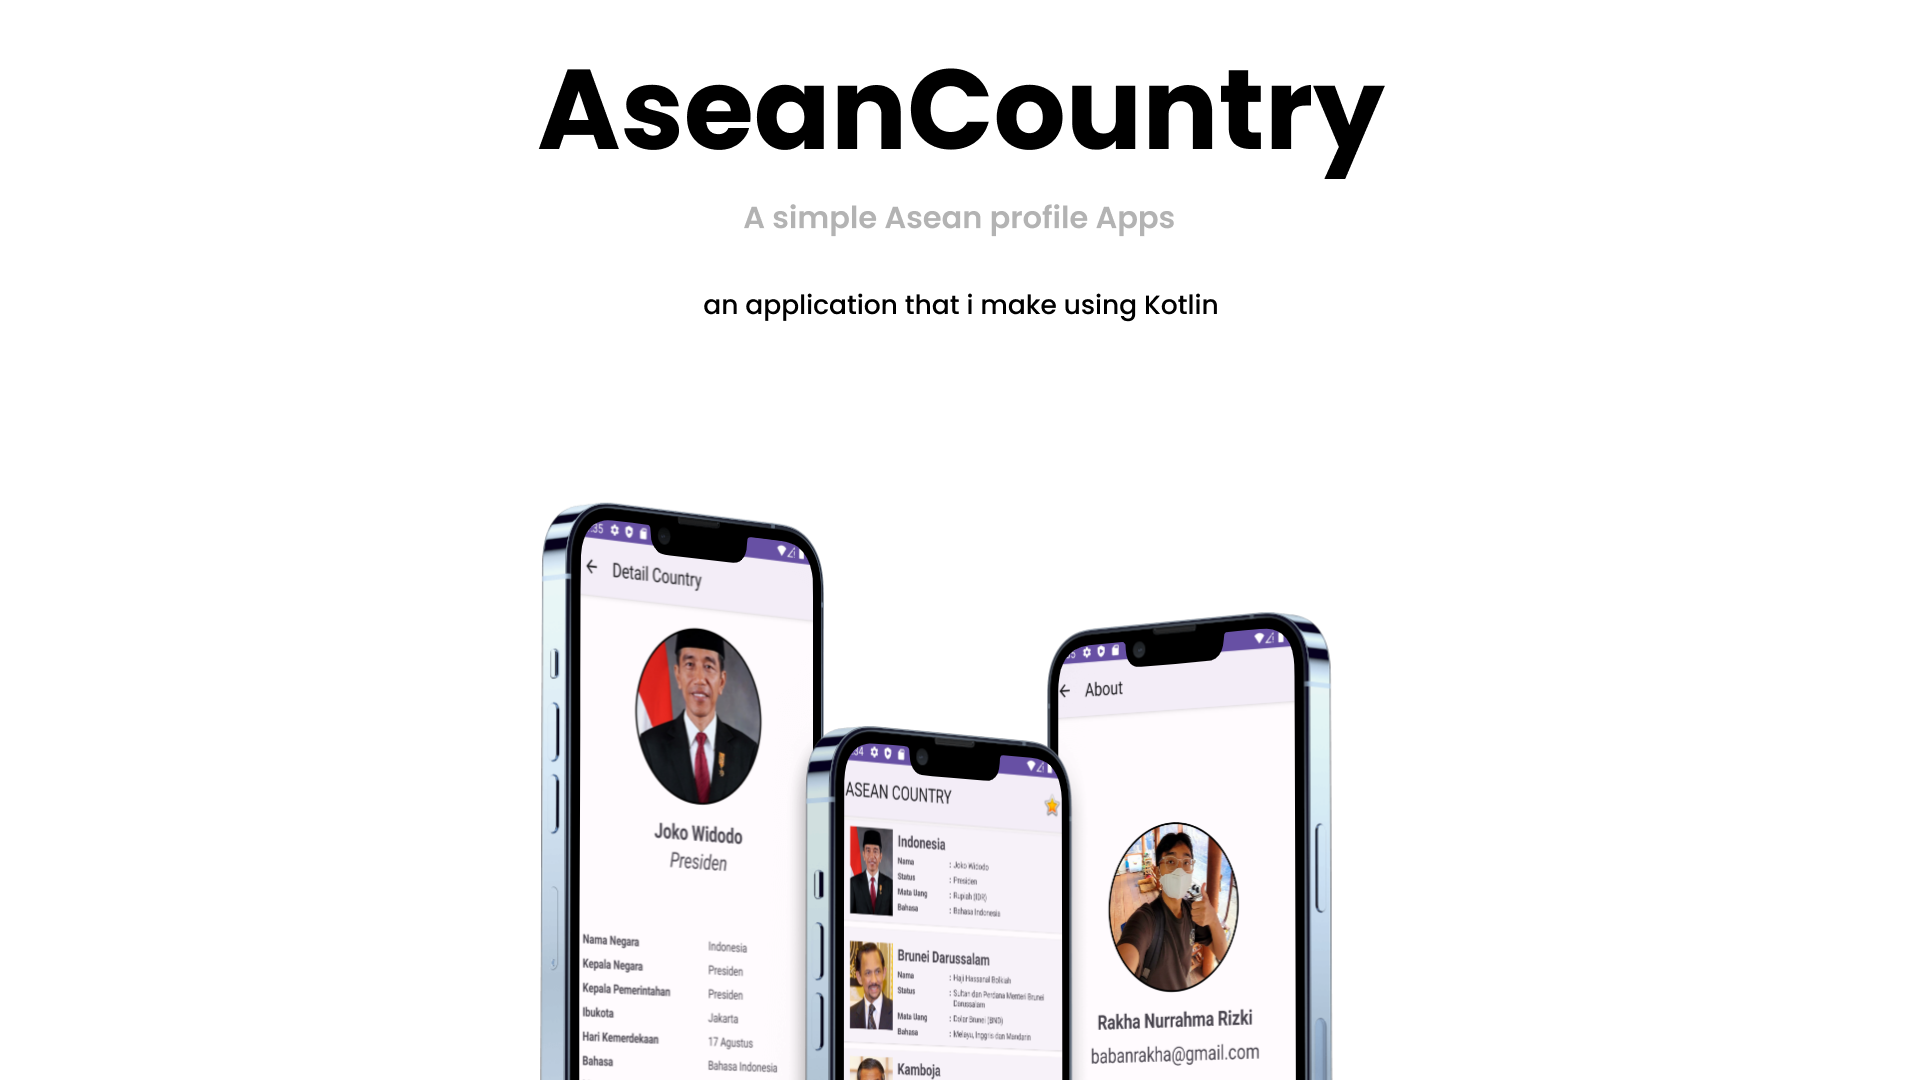 AseanCountry
A simple Asean profile Apps
an application that i make using Kotlin
:35
Detail Country
Joko Widodo
Presiden
Nama Negara Indonesia
Kepala Negara Presiden
Kepala Pemerintahan Presiden
Ibukota Jakarta
Hari Kemerdekaan 17 Agustus
Bahasa Bahasa Indonesia
:34
ASEAN COUNTRY
Indonesia
Nama : Joko Widodo
Status : Presiden
Mata Uang : Rupiah (IDR)
Bahasa : Bahasa Indonesia
Brunei Darussalam
Nama : Haji Hassanal Bolkiah
Status : Sultan dan Perdana Menteri Brunei
Darussalam
Mata Uang : Dolar Brunei (BND)
Bahasa : Melayu, Inggris dan Mandarin
Kamboja
:35
About
Rakha Nurrahma Rizki
babanrakha@gmail.com